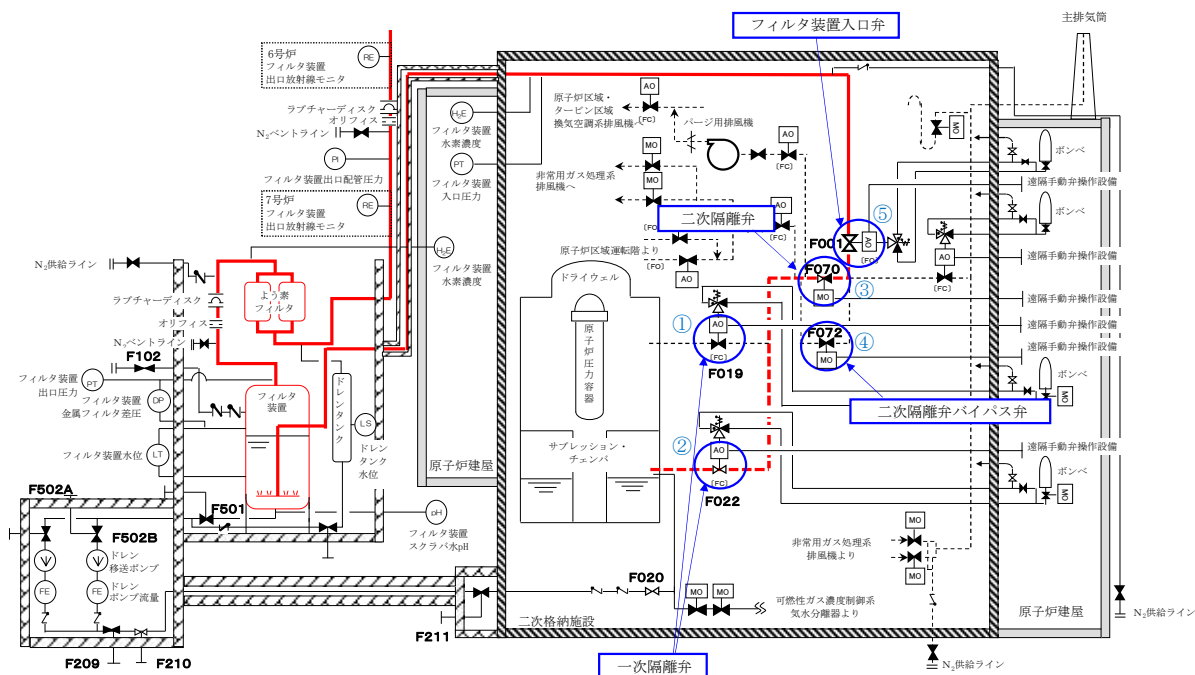 フィルタ装置入口弁
主排気筒
6号炉
フィルタ装置
出口放射線モニタ
RE
ラプチャーディスク
オリフィス
N₂ベントライン
PI
フィルタ装置出口配管圧力
7号炉
フィルタ装置
出口放射線モニタ
RE
H₂E
フィルタ装置
水素濃度
PT
フィルタ装置
入口圧力
H₂E
フィルタ装置
水素濃度
原子炉区域・
タービン区域
換気空調系排風機へ
AO
(FC)
パージ用排風機
AO
(FC)
MO
非常用ガス処理系
排風機へ
MO
二次隔離弁
AO
(FC)
(FO)
原子炉区域運転階より
(FO)
AO
MO
ボンベ
遠隔手動弁操作設備
ボンベ
遠隔手動弁操作設備
⑤
F001
AO
(FO)
AO
(FC)
遠隔手動弁操作設備
F070
MO
③
遠隔手動弁操作設備
遠隔手動弁操作設備
遠隔手動弁操作設備
F072
MO
④
①
AO
(FC)
F019
ボンベ
MO
二次隔離弁バイパス弁
②
AO
(FC)
F022
遠隔手動弁操作設備
ボンベ
MO
ドライウェル
原子炉圧力容器
サプレッション・
チェンバ
N₂供給ライン
ラプチャーディスク
オリフィス
N₂ベントライン
よう素
フィルタ
F102
フィルタ装置
出口圧力
PT
フィルタ装置
金属フィルタ差圧
DP
フィルタ装置水位
LT
フィルタ
装置
ドレンタンク
LS
ドレン
タンク
水位
原子炉建屋
F502A
F501
F502B
pH
フィルタ装置
スクラバ水pH
ドレン
移送ポンプ
FE
FE
ドレン
ポンプ流量
F209
F210
F211
F020
MO
MO
可燃性ガス濃度制御系
気水分離器より
非常用ガス処理系
排風機より
MO
MO
二次格納施設
一次隔離弁
N₂供給ライン
原子炉建屋
N₂供給ライン